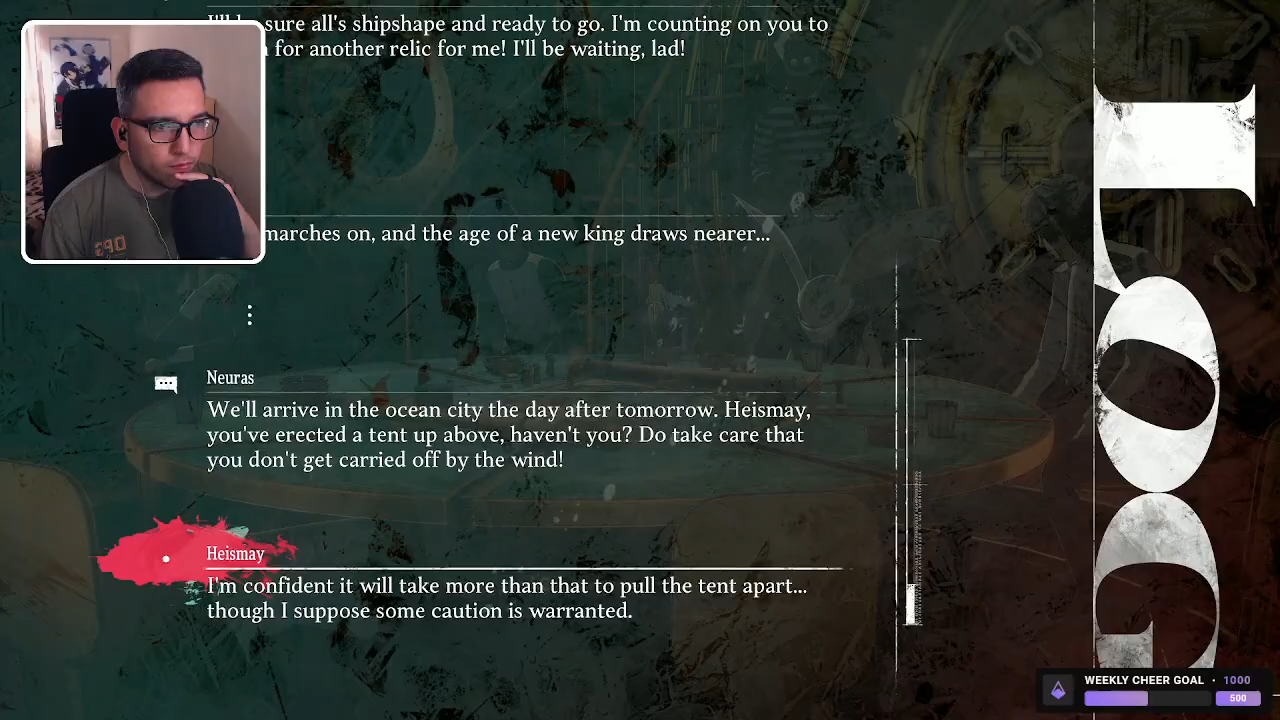 sure all's shipshape and ready to go. I'm counting on you to
for another relic for me! I'll be waiting, lad!
marches on, and the age of a new king draws nearer...
Neuras
We'll arrive in the ocean city the day after tomorrow. Heismay,
you've erected a tent up above, haven't you? Do take care that
you don't get carried off by the wind!
Heismay
I'm confident it will take more than that to pull the tent apart...
though I suppose some caution is warranted.
LOG
WEEKLY CHEER GOAL · 1000
500